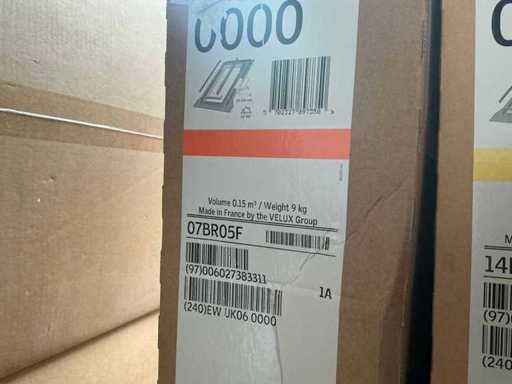 0000
Volume 0.15 m³ / Weight 9 kg
Made in France by the VELUX Group
07BR05F
(97)006027383311
1A
(240)EW UK06 0000
M
14
(97)
(240)